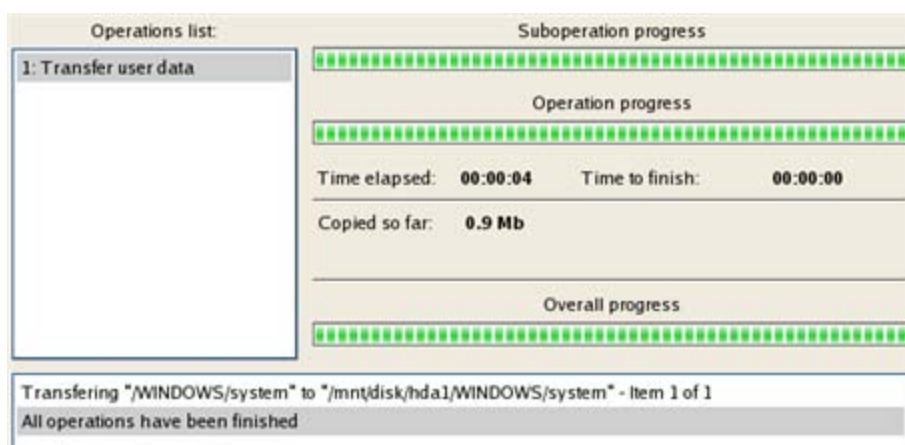 Operations list:
1: Transfer user data
Suboperation progress
Operation progress
Time elapsed: 00:00:04 Time to finish: 00:00:00
Copied so far: 0.9 Mb
Overall progress
Transfering "/WINDOWS/system" to "/mnt/disk/hda1/WINDOWS/system" - Item 1 of 1
All operations have been finished